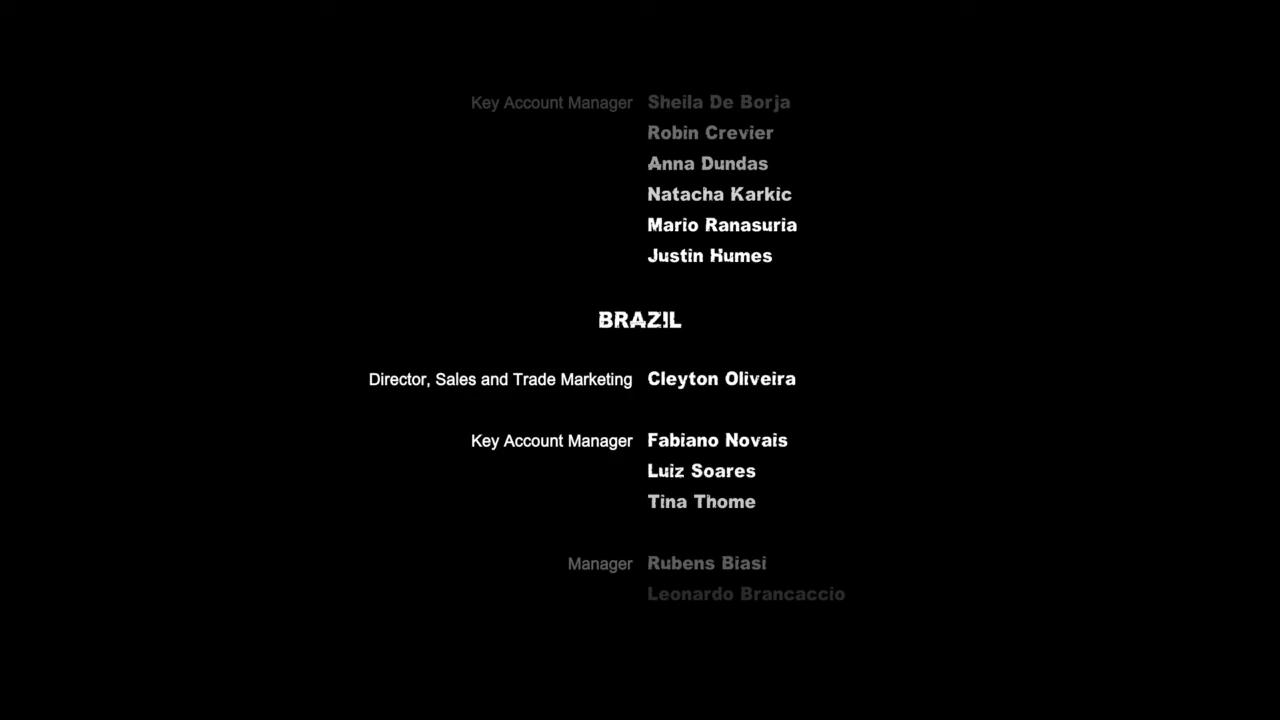 Key Account Manager Sheila De Borja
Robin Crevier
Anna Dundas
Natacha Karkic
Mario Ranasuria
Justin Humes
BRAZIL
Director, Sales and Trade Marketing Cleyton Oliveira
Key Account Manager Fabiano Novais
Luiz Soares
Tina Thome
Manager Rubens Biasi
Leonardo Brancaccio